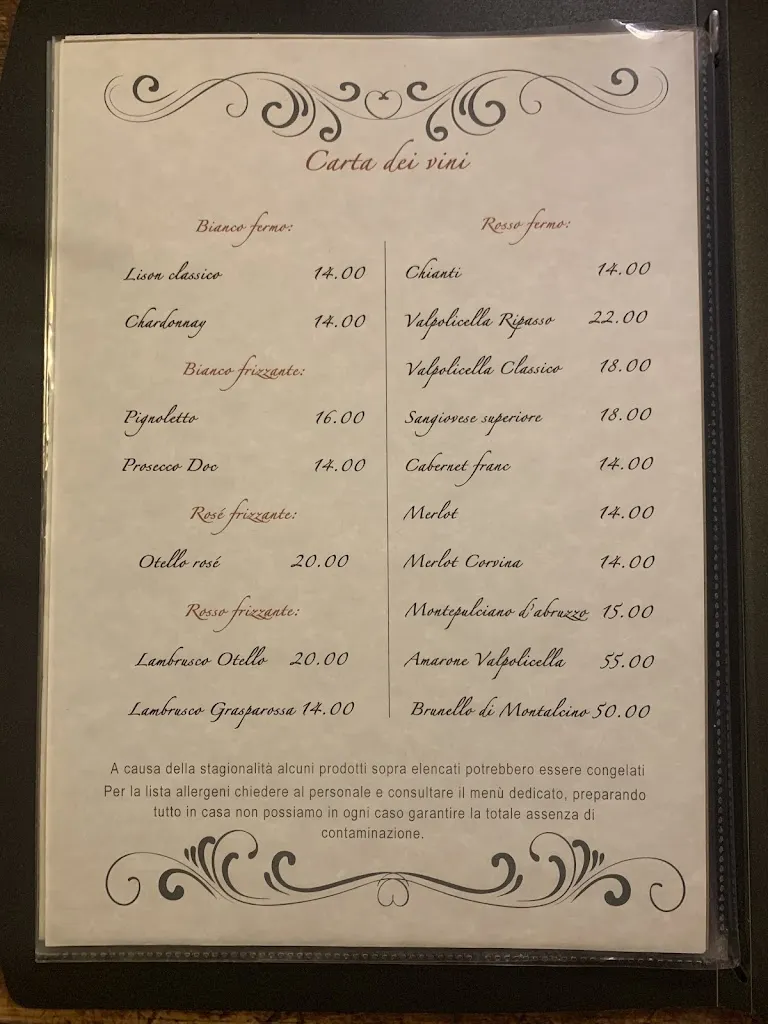 Carta dei vini
Bianco fermo:
Lison classico 14.00
Chardonnay 14.00
Bianco frizzante:
Pignoletto 16.00
Prosecco Doc 14.00
Rosé frizzante:
Otello rosé 20.00
Rosso frizzante:
Lambrusco Otello 20.00
Lambrusco Grasparossa 14.00
Rosso fermo:
Chianti 14.00
Valpolicella Ripasso 22.00
Valpolicella Classico 18.00
Sangiovese superiore 18.00
Cabernet franc 14.00
Merlot 14.00
Merlot Corvina 14.00
Montepulciano d'abruzzo 15.00
Amarone Valpolicella 55.00
Brunello di Montalcino 50.00
A causa della stagionalità alcuni prodotti sopra elencati potrebbero essere congelati
Per la lista allergeni chiedere al personale e consultare il menù dedicato, preparando
tutto in casa non possiamo in ogni caso garantire la totale assenza di
contaminazione.